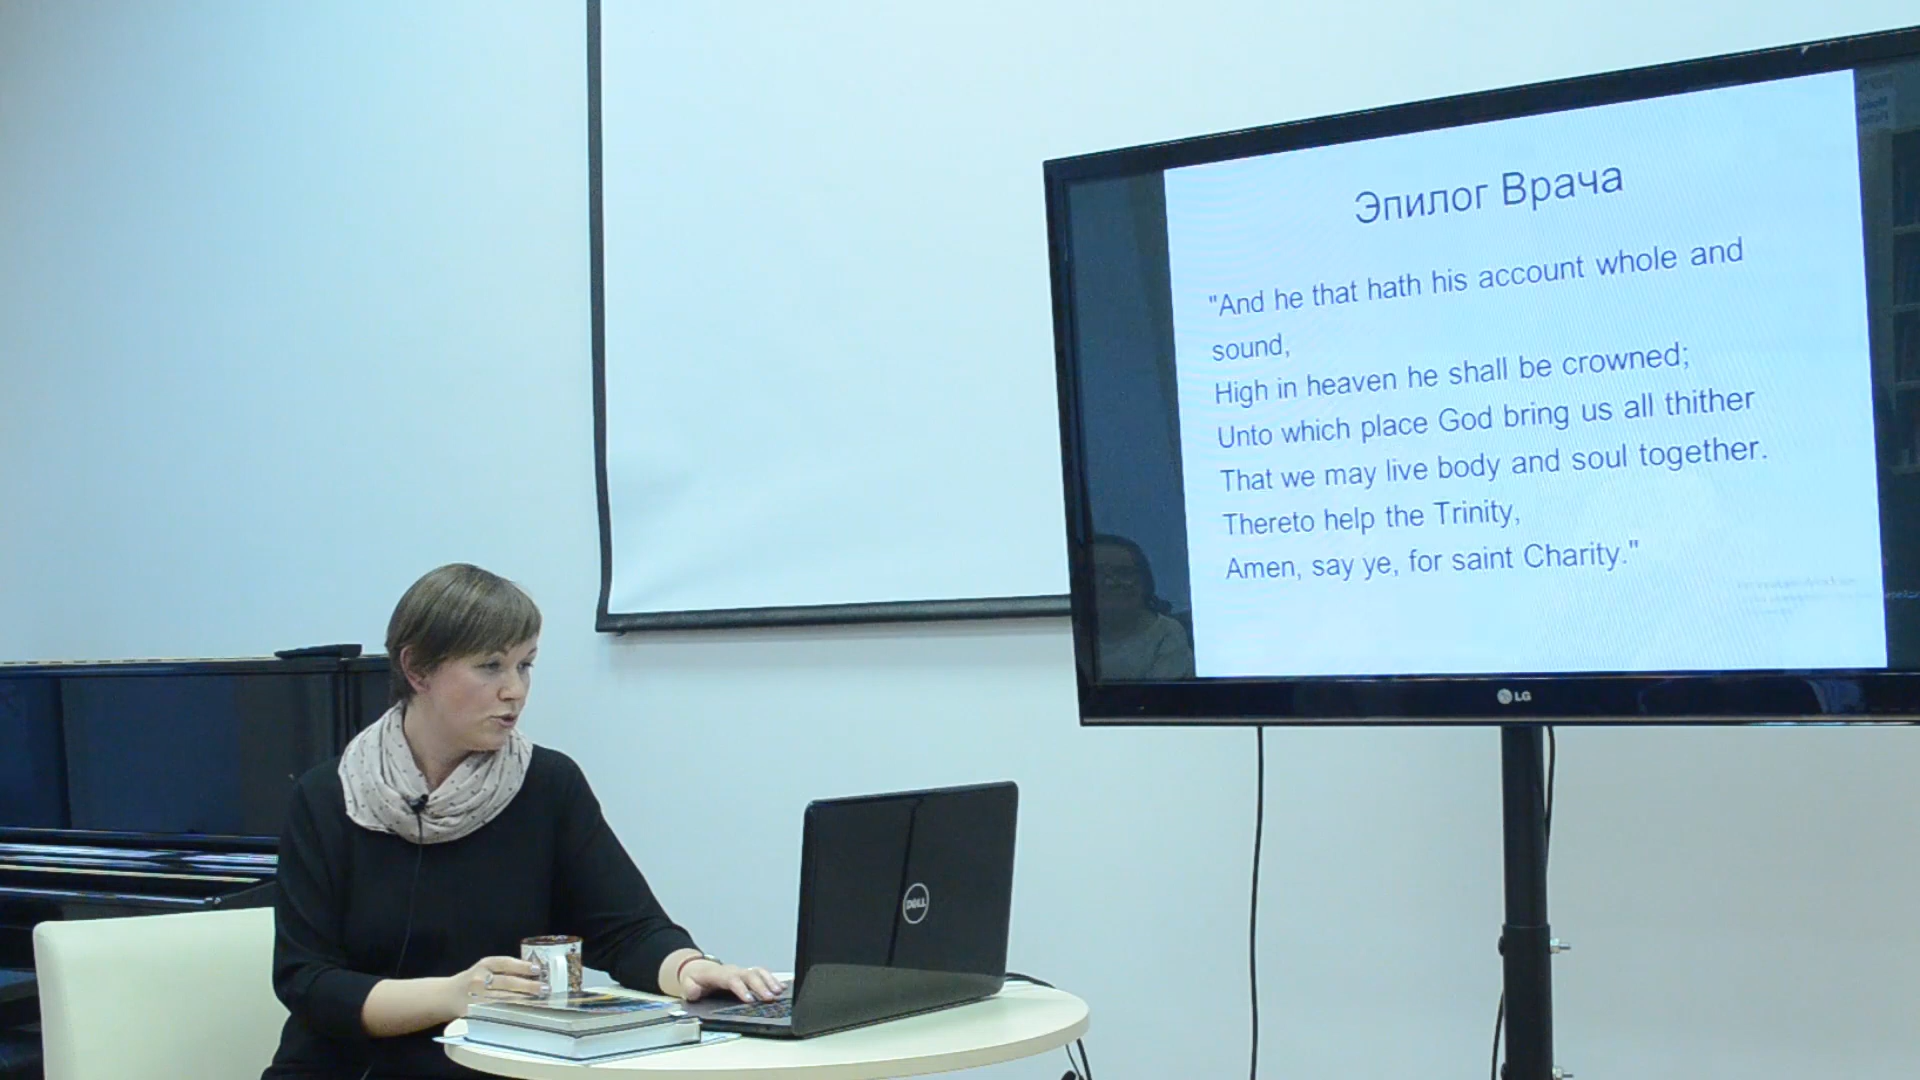 Эпилог Врача
"And he that hath his account whole and
sound,
High in heaven he shall be crowned;
Unto which place God bring us all thither
That we may live body and soul together.
Thereto help the Trinity,
Amen, say ye, for saint Charity."
LG
DELL